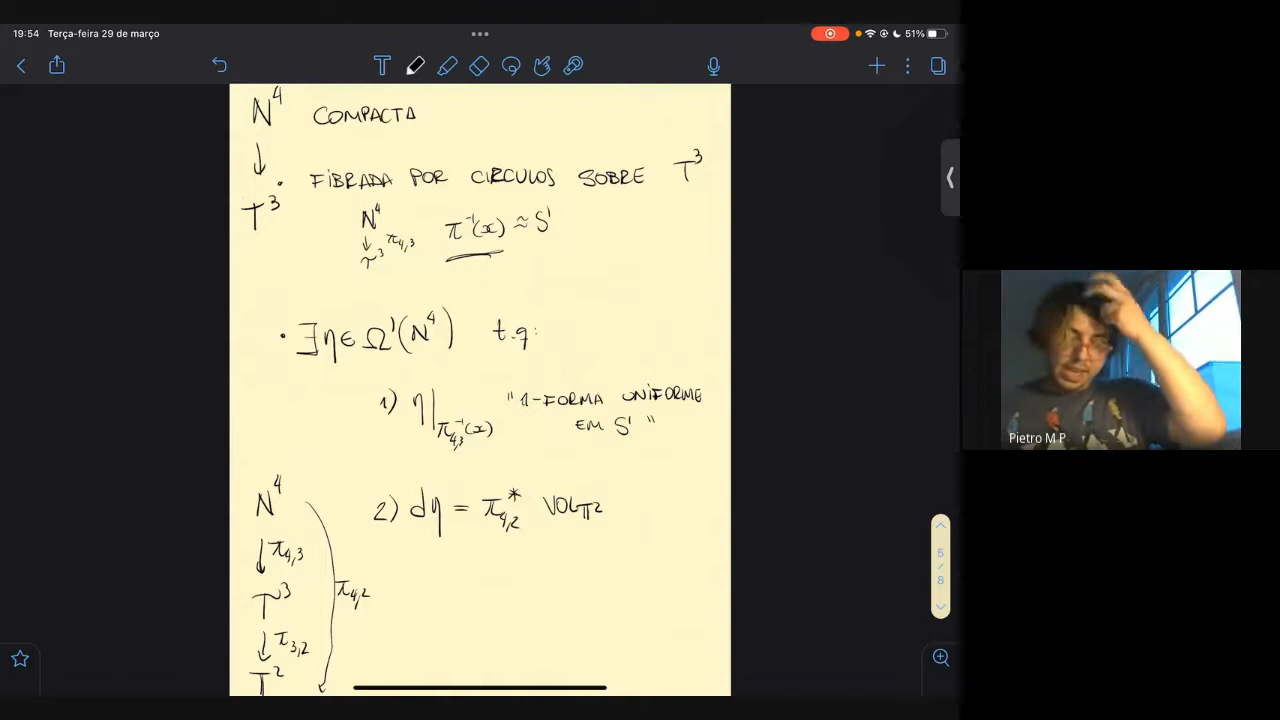 19:54 Terça-feira 29 de março
51%
N⁴ COMPACTA
↓
T³
• FIBRADA POR CIRCULOS SOBRE T³
N⁴
↓ π₄,₃
T³
π⁻¹(x) ≈ S¹
• ∃η ∈ Ω¹(N⁴) t.q:
1) η|π₄,₃⁻¹(x) "1-FORMA UNIFORME
EM S¹"
2) dη = π₄,₂* VOL𝕋²
N⁴
↓ π₄,₃
T³
↓ π₃,₂
T²
π₄,₂
5
/
8
Pietro M P